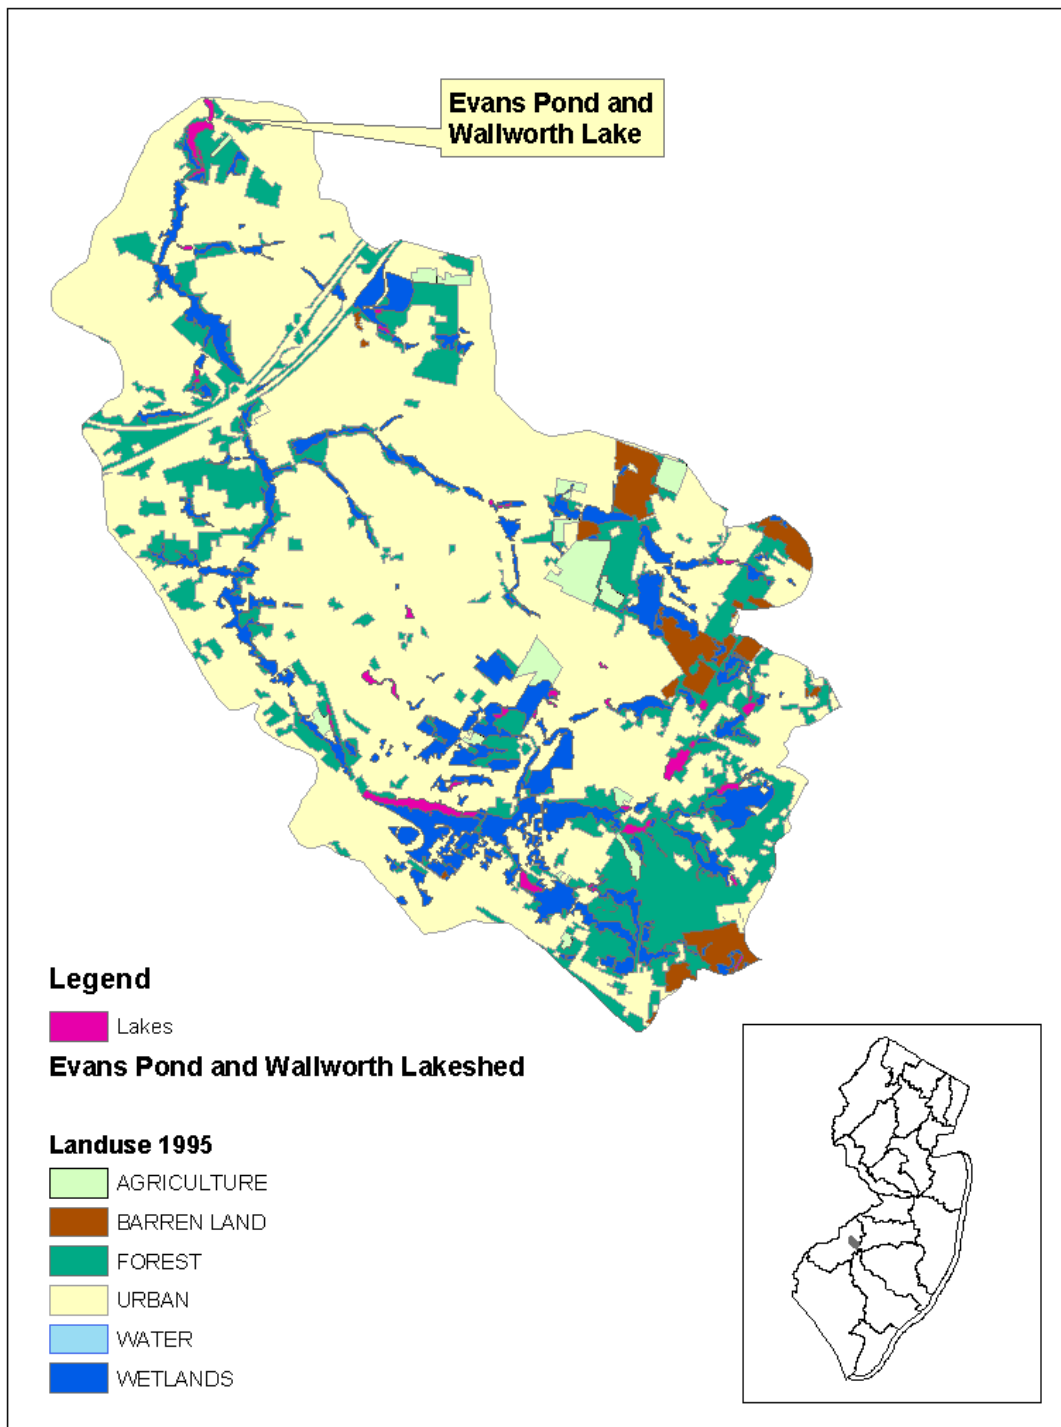 Evans Pond and
Wallworth Lake
Legend
Lakes
Evans Pond and Wallworth Lakeshed
Landuse 1995
AGRICULTURE
BARREN LAND
FOREST
URBAN
WATER
WETLANDS